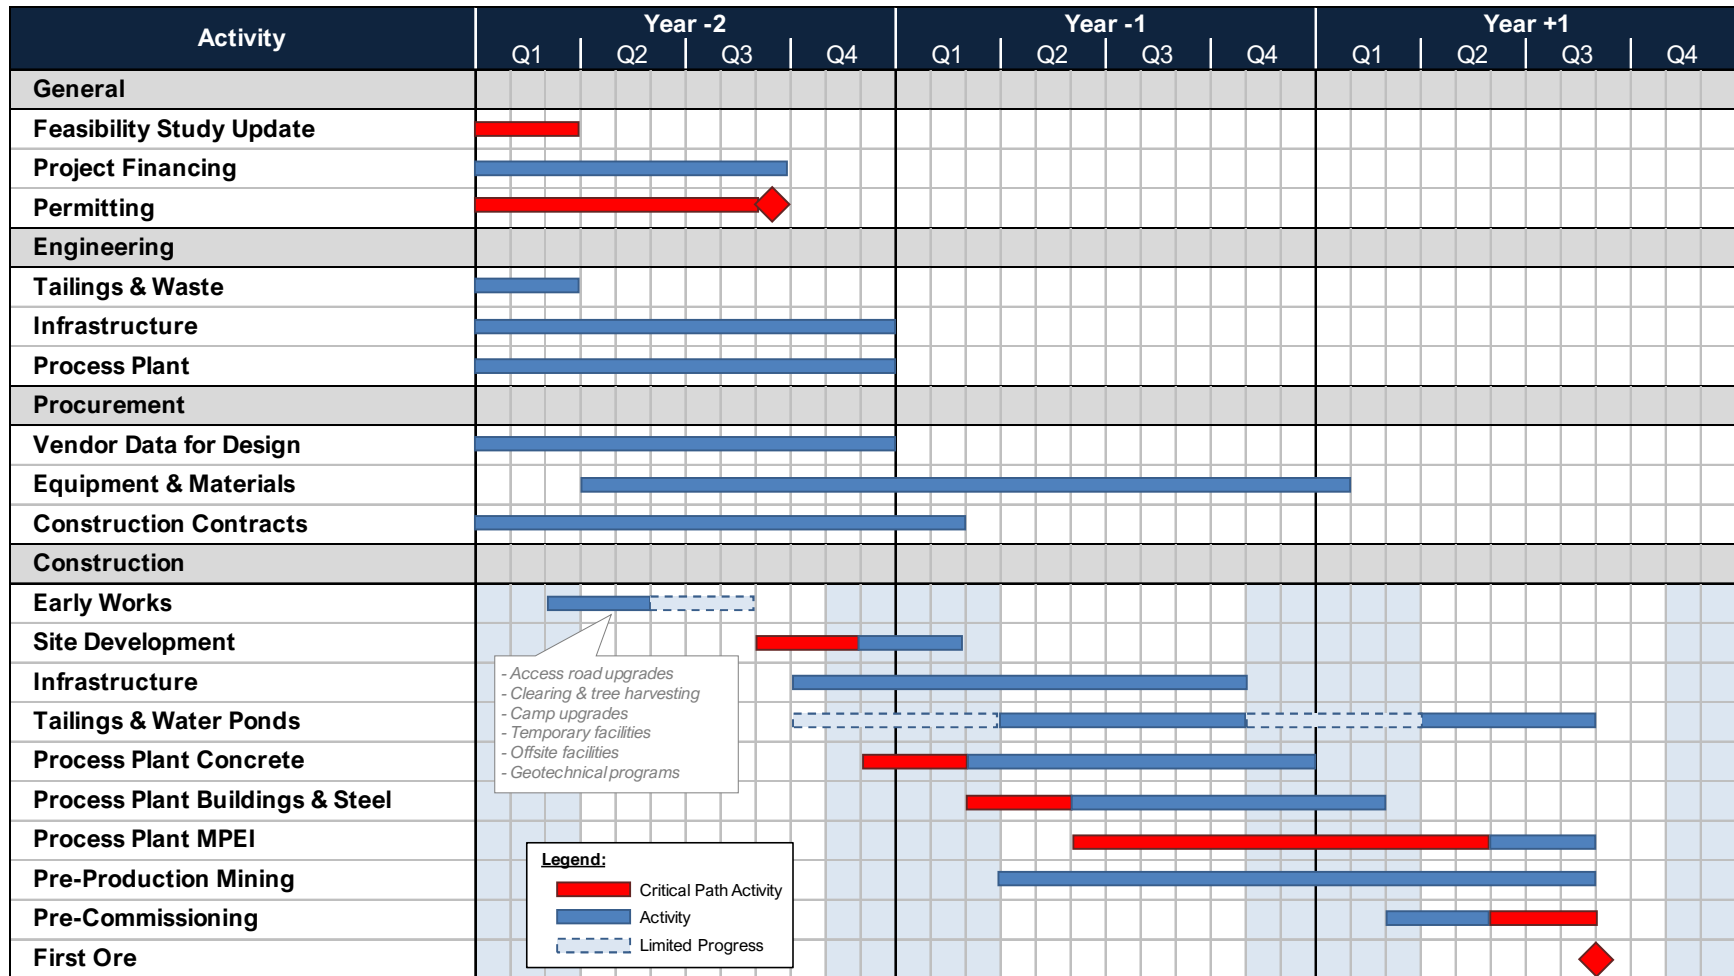 Activity Year -2 Year -1 Year +1
Q1 Q2 Q3 Q4 Q1 Q2 Q3 Q4 Q1 Q2 Q3 Q4
General
Feasibility Study Update
Project Financing
Permitting
Engineering
Tailings & Waste
Infrastructure
Process Plant
Procurement
Vendor Data for Design
Equipment & Materials
Construction Contracts
Construction
Early Works
Site Development
Infrastructure
Tailings & Water Ponds
Process Plant Concrete
Process Plant Buildings & Steel
Process Plant MPEI
Pre-Production Mining
Pre-Commissioning
First Ore
- Access road upgrades
- Clearing & tree harvesting
- Camp upgrades
- Temporary facilities
- Offsite facilities
- Geotechnical programs
Legend:
Critical Path Activity
Activity
Limited Progress